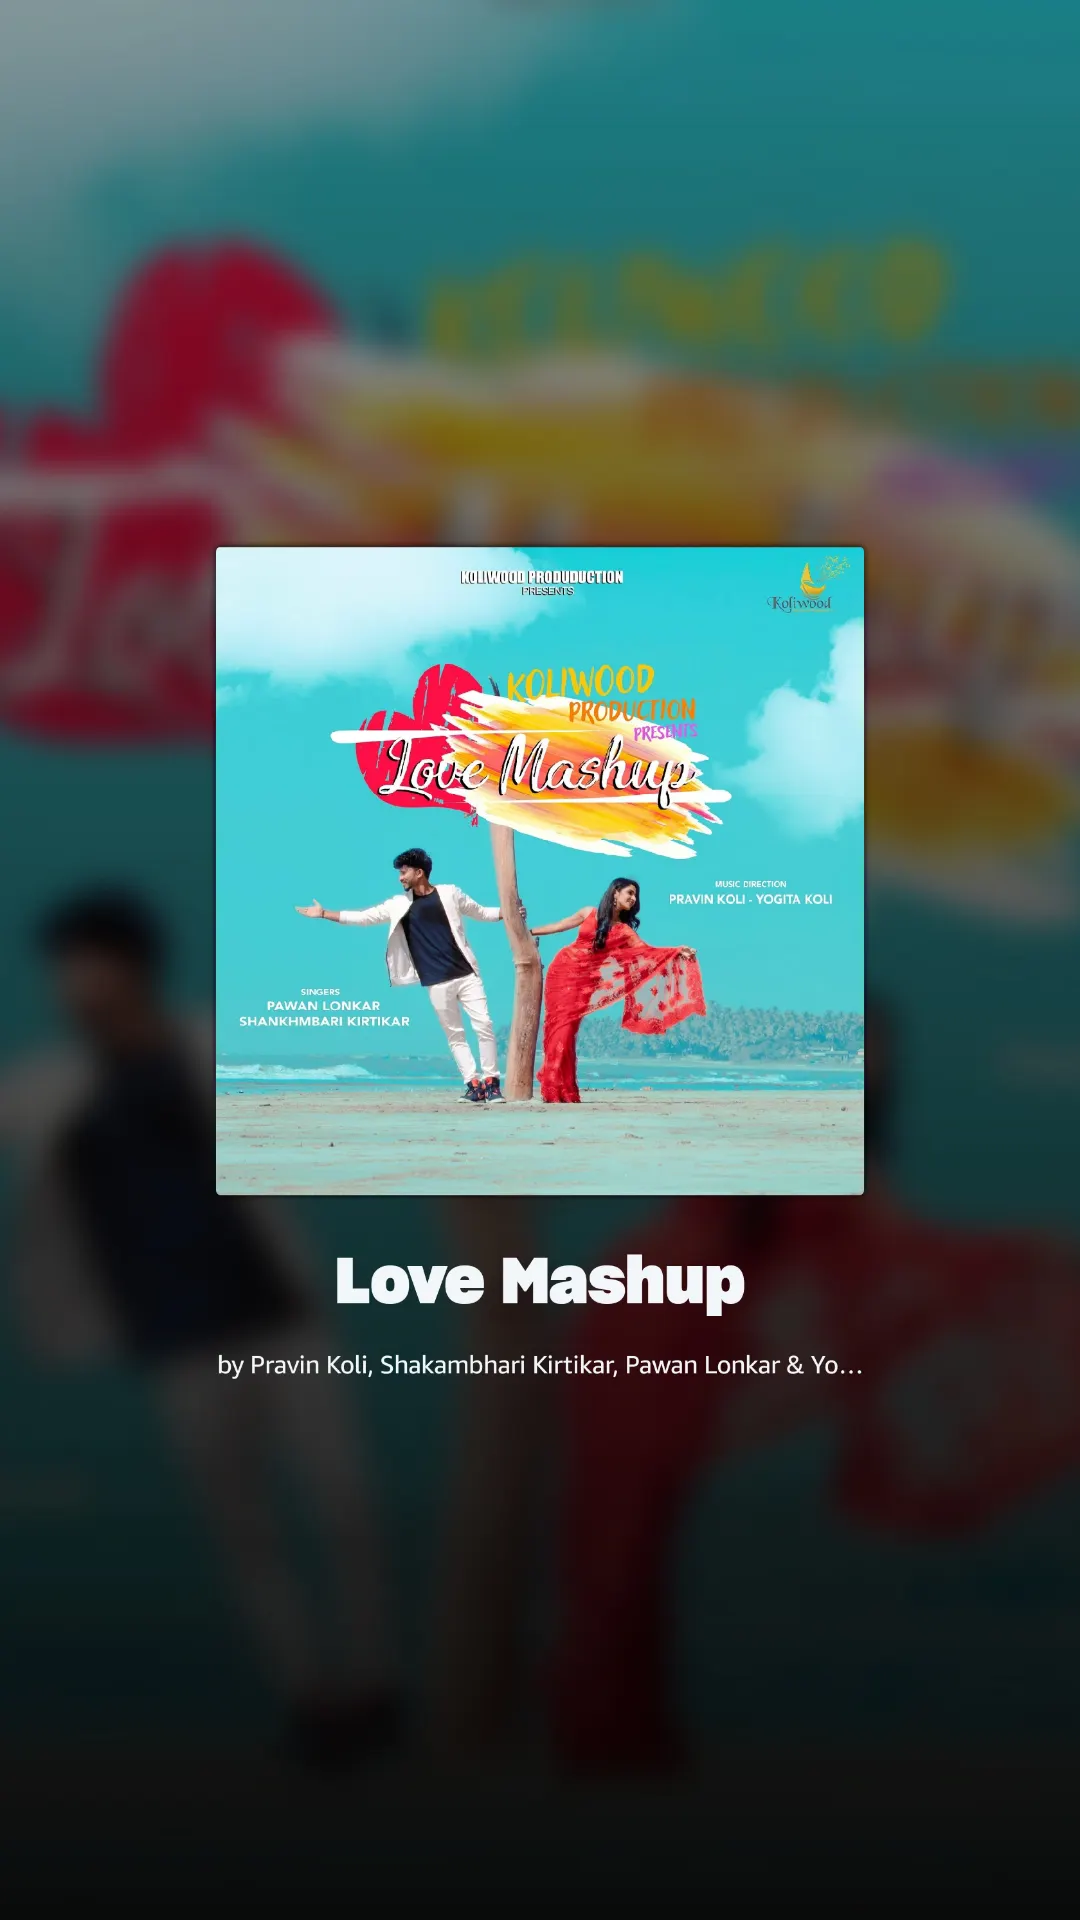 KOLIWOOD PRODUDUCTION
PRESENTS
Koliwood
KOLIWOOD
PRODUCTION
PRESENTS
Love Mashup
MUSIC DIRECTION
PRAVIN KOLI - YOGITA KOLI
SINGERS
PAWAN LONKAR
SHANKHMBARI KIRTIKAR
Love Mashup
by Pravin Koli, Shakambhari Kirtikar, Pawan Lonkar & Yo...